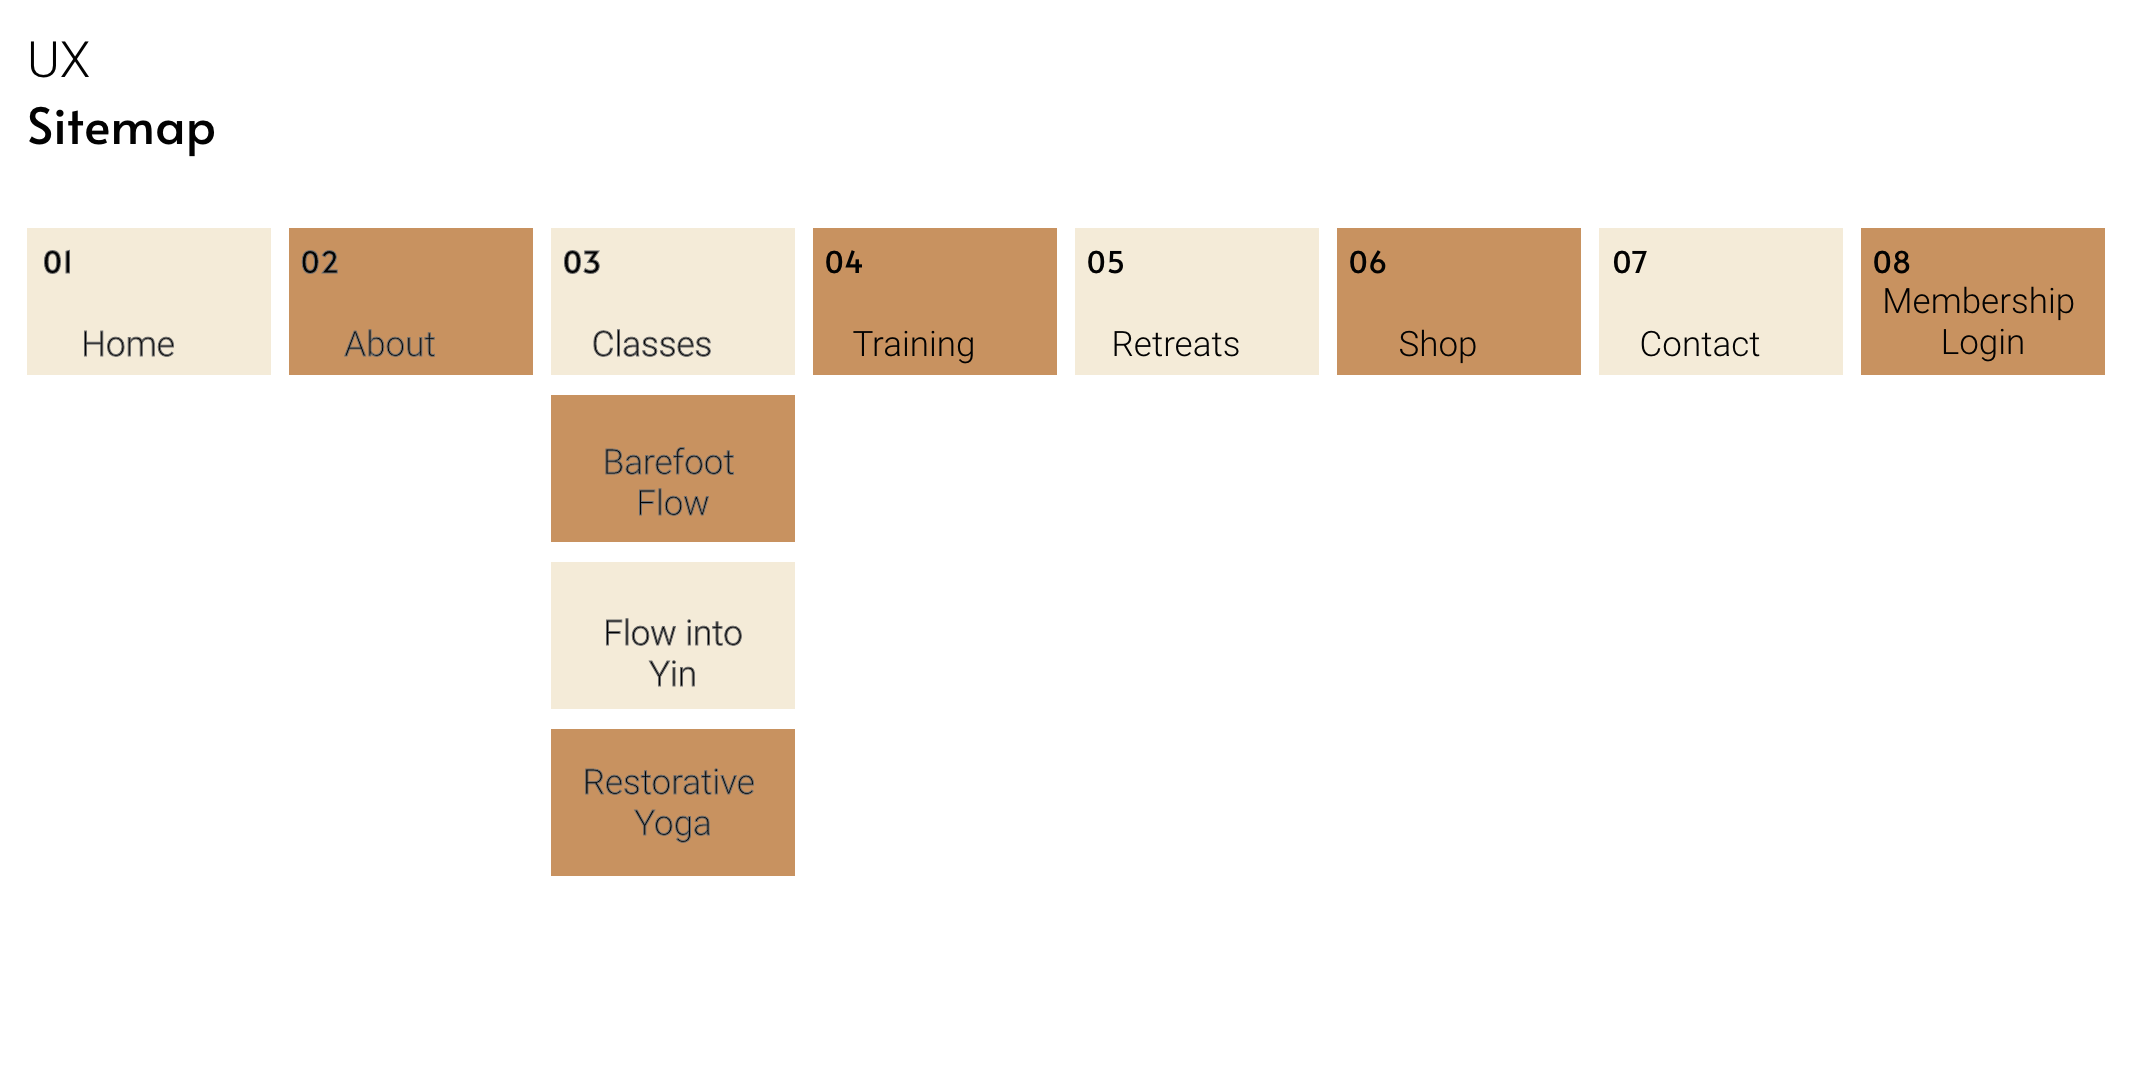 UX
Sitemap
01
Home
02
About
03
Classes
04
Training
05
Retreats
06
Shop
07
Contact
08
Membership
Login
Barefoot
Flow
Flow into
Yin
Restorative
Yoga